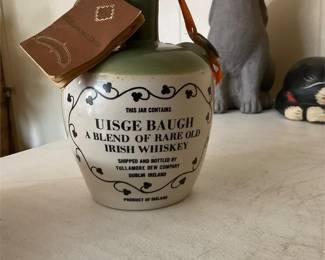 THIS JAR CONTAINS
UISGE BAUGH
A BLEND OF RARE OLD
IRISH WHISKEY
SHIPPED AND BOTTLED BY
TULLAMORE DEW COMPANY
DUBLIN IRELAND
PRODUCT OF IRELAND